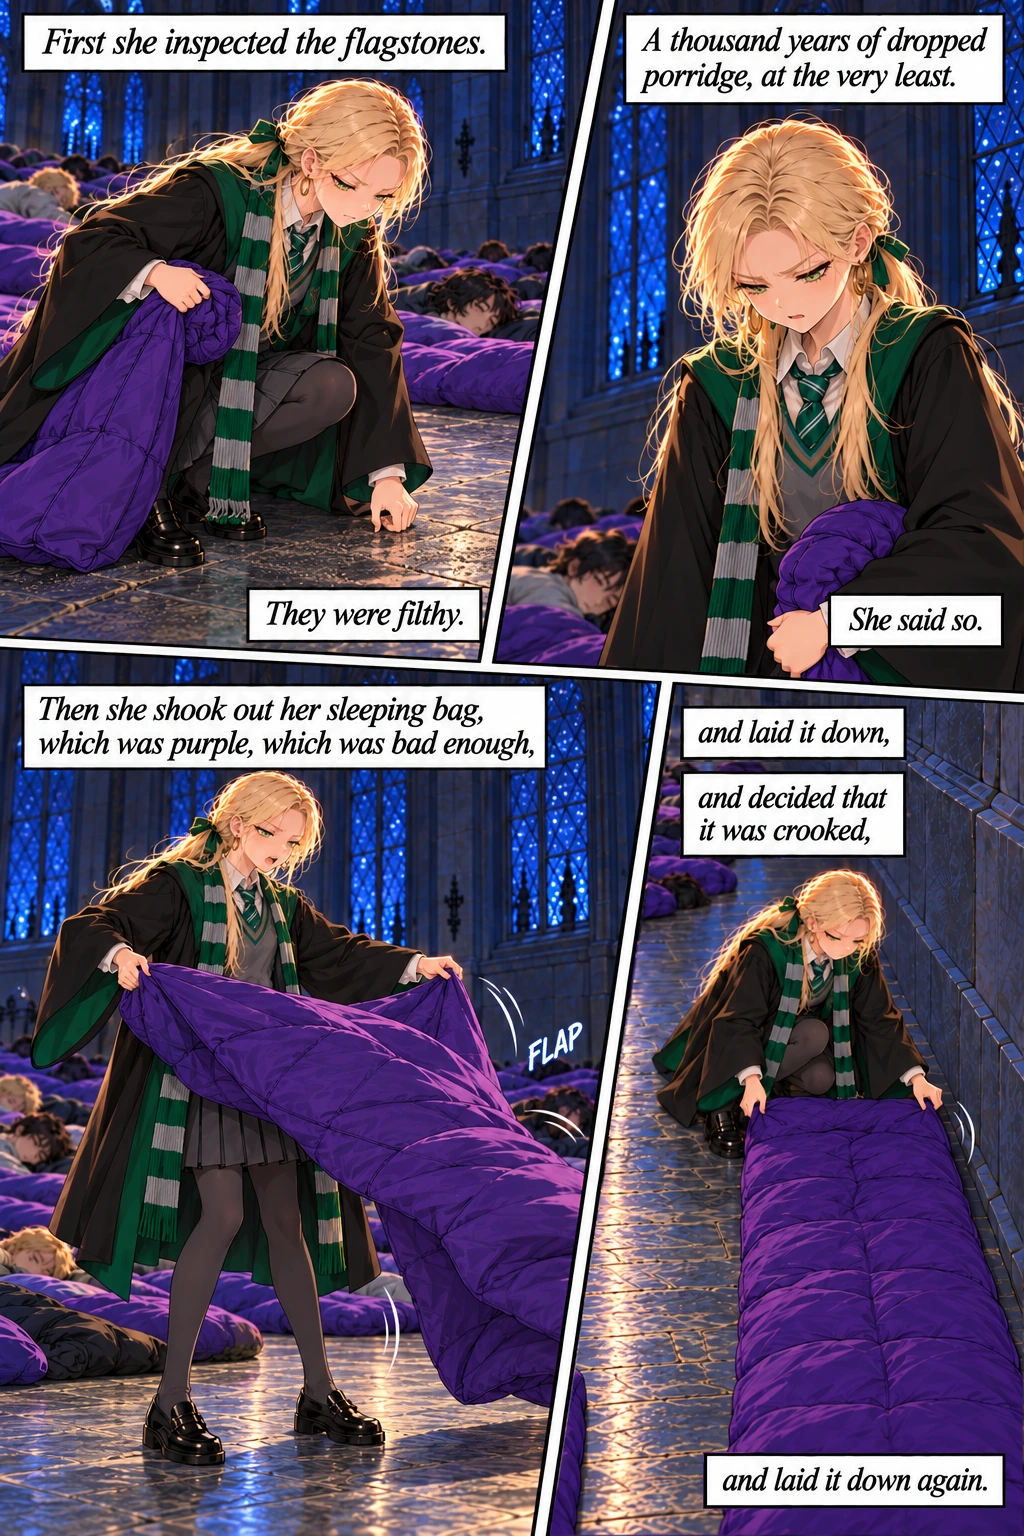 First she inspected the flagstones.
They were filthy.
A thousand years of dropped
porridge, at the very least.
She said so.
Then she shook out her sleeping bag,
which was purple, which was bad enough,
FLAP
and laid it down,
and decided that
it was crooked,
and laid it down again.